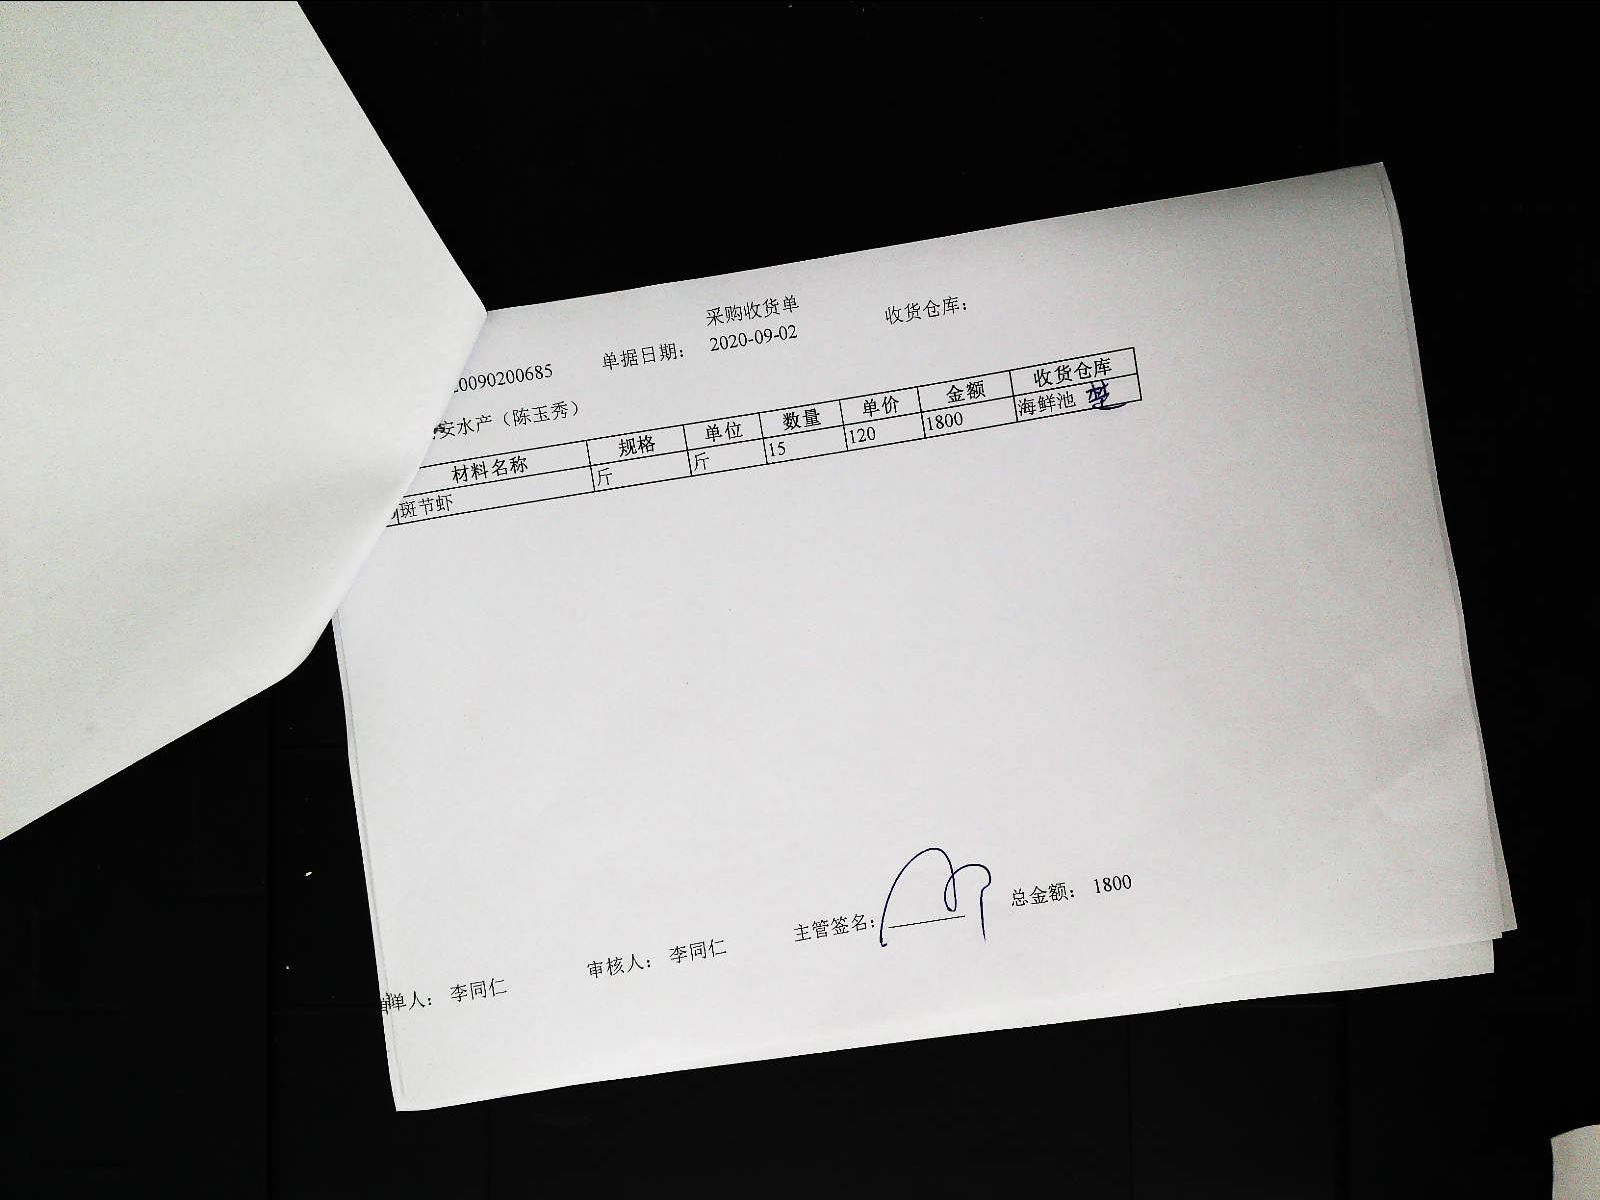 采购收货单
20090200685 单据日期： 2020-09-02 收货仓库：
安水产（陈玉秀）
材料名称 规格 单位 数量 单价 金额 收货仓库
斑节虾 斤 斤 15 120 1800 海鲜池
单人： 李同仁 审核人： 李同仁 主管签名： 总金额： 1800